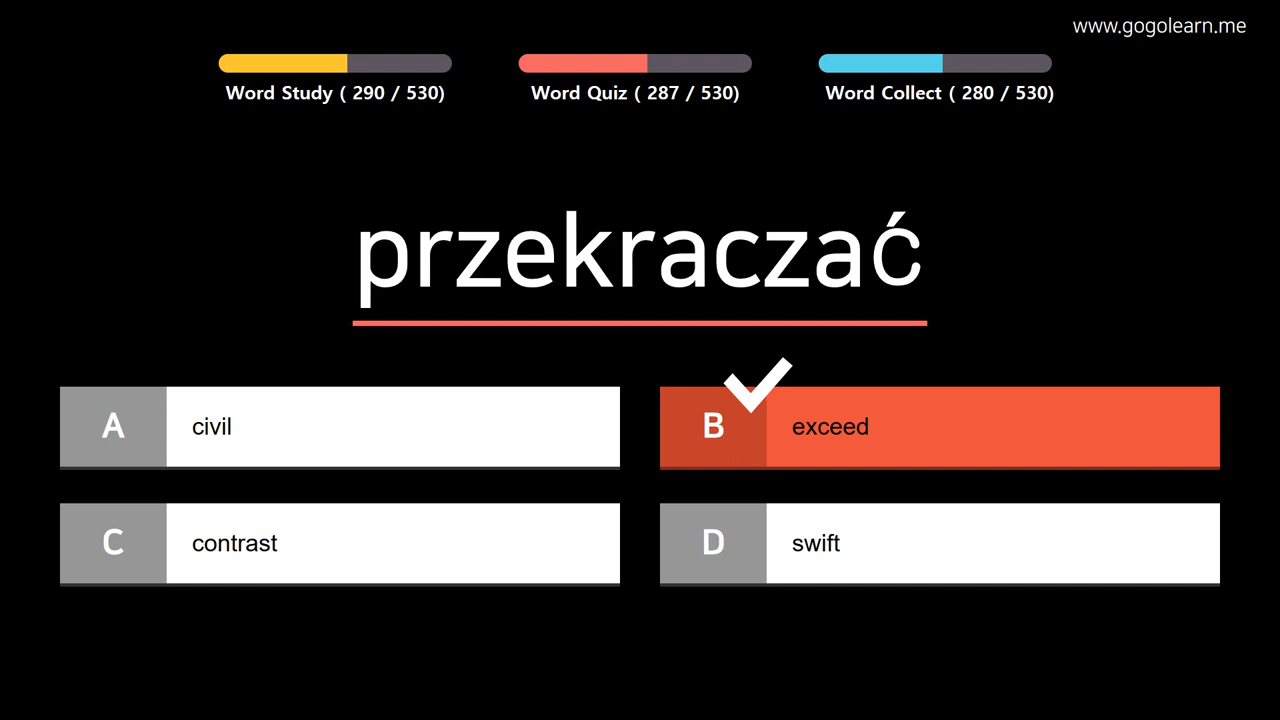 www.gogolearn.me
Word Study ( 290 / 530)
Word Quiz ( 287 / 530)
Word Collect ( 280 / 530)
przekraczać
A civil
B exceed
C contrast
D swift